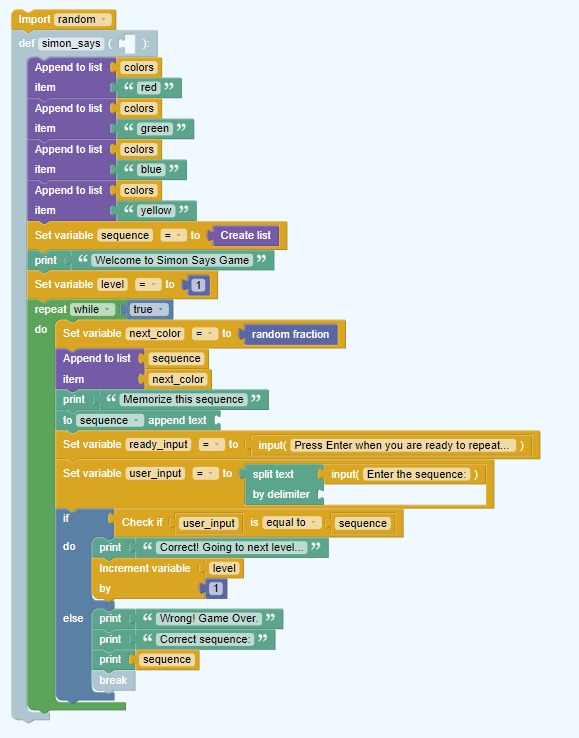 Import random
def simon_says ( ):
Append to list colors
item “ red ”
Append to list colors
item “ green ”
Append to list colors
item “ blue ”
Append to list colors
item “ yellow ”
Set variable sequence = to Create list
print “ Welcome to Simon Says Game ”
Set variable level = to 1
repeat while true
do Set variable next_color = to random fraction
Append to list sequence
item next_color
print “ Memorize this sequence ”
to sequence append text
Set variable ready_input = to input( Press Enter when you are ready to repeat... )
Set variable user_input = to split text input( Enter the sequence: )
by delimiter
if Check if user_input is equal to sequence
do print “ Correct! Going to next level... ”
Increment variable level
by 1
else print “ Wrong! Game Over. ”
print “ Correct sequence: ”
print sequence
break